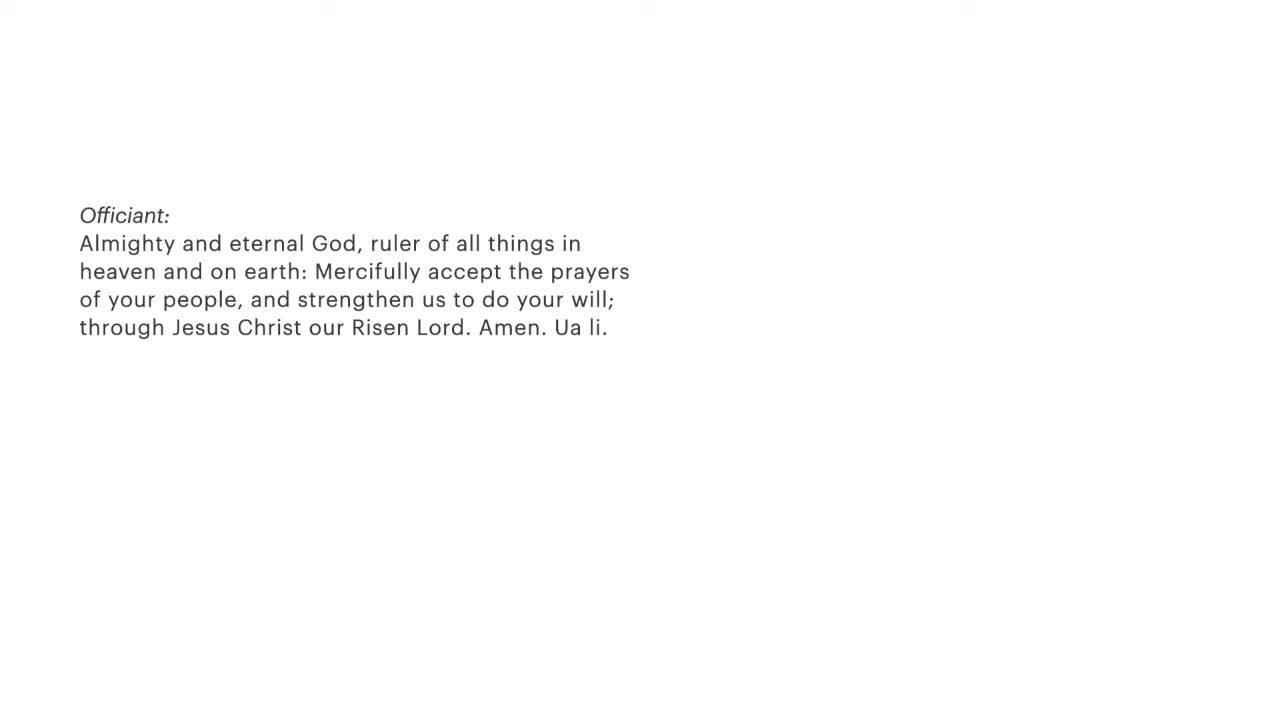 Officiant:
Almighty and eternal God, ruler of all things in
heaven and on earth: Mercifully accept the prayers
of your people, and strengthen us to do your will;
through Jesus Christ our Risen Lord. Amen. Ua li.